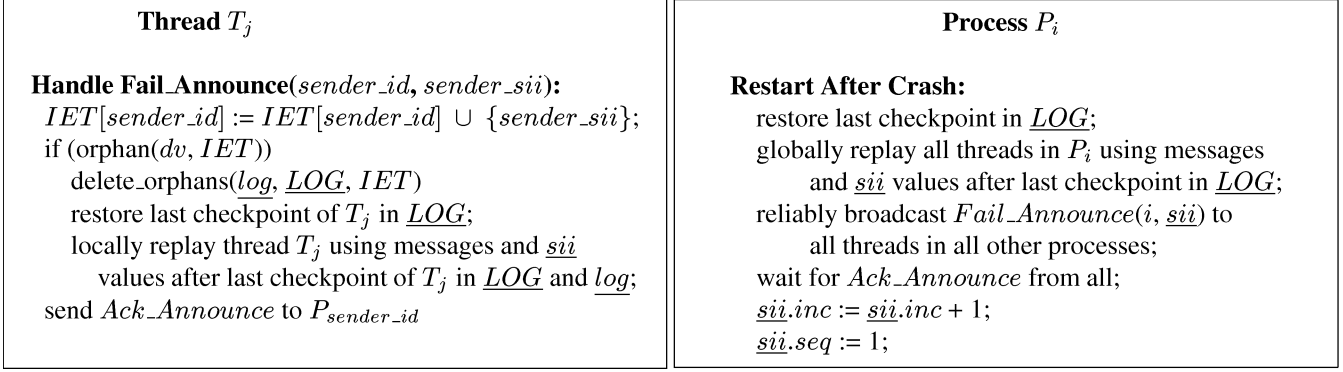 Thread T_j
Handle Fail_Announce(sender_id, sender_sii):
IET[sender_id] := IET[sender_id] ∪ {sender_sii};
if (orphan(dv, IET))
delete_orphans(log, LOG, IET)
restore last checkpoint of T_j in LOG;
locally replay thread T_j using messages and sii
values after last checkpoint of T_j in LOG and log;
send Ack_Announce to P_sender_id
Process P_i
Restart After Crash:
restore last checkpoint in LOG;
globally replay all threads in P_i using messages
and sii values after last checkpoint in LOG;
reliably broadcast Fail_Announce(i, sii) to
all threads in all other processes;
wait for Ack_Announce from all;
sii.inc := sii.inc + 1;
sii.seq := 1;